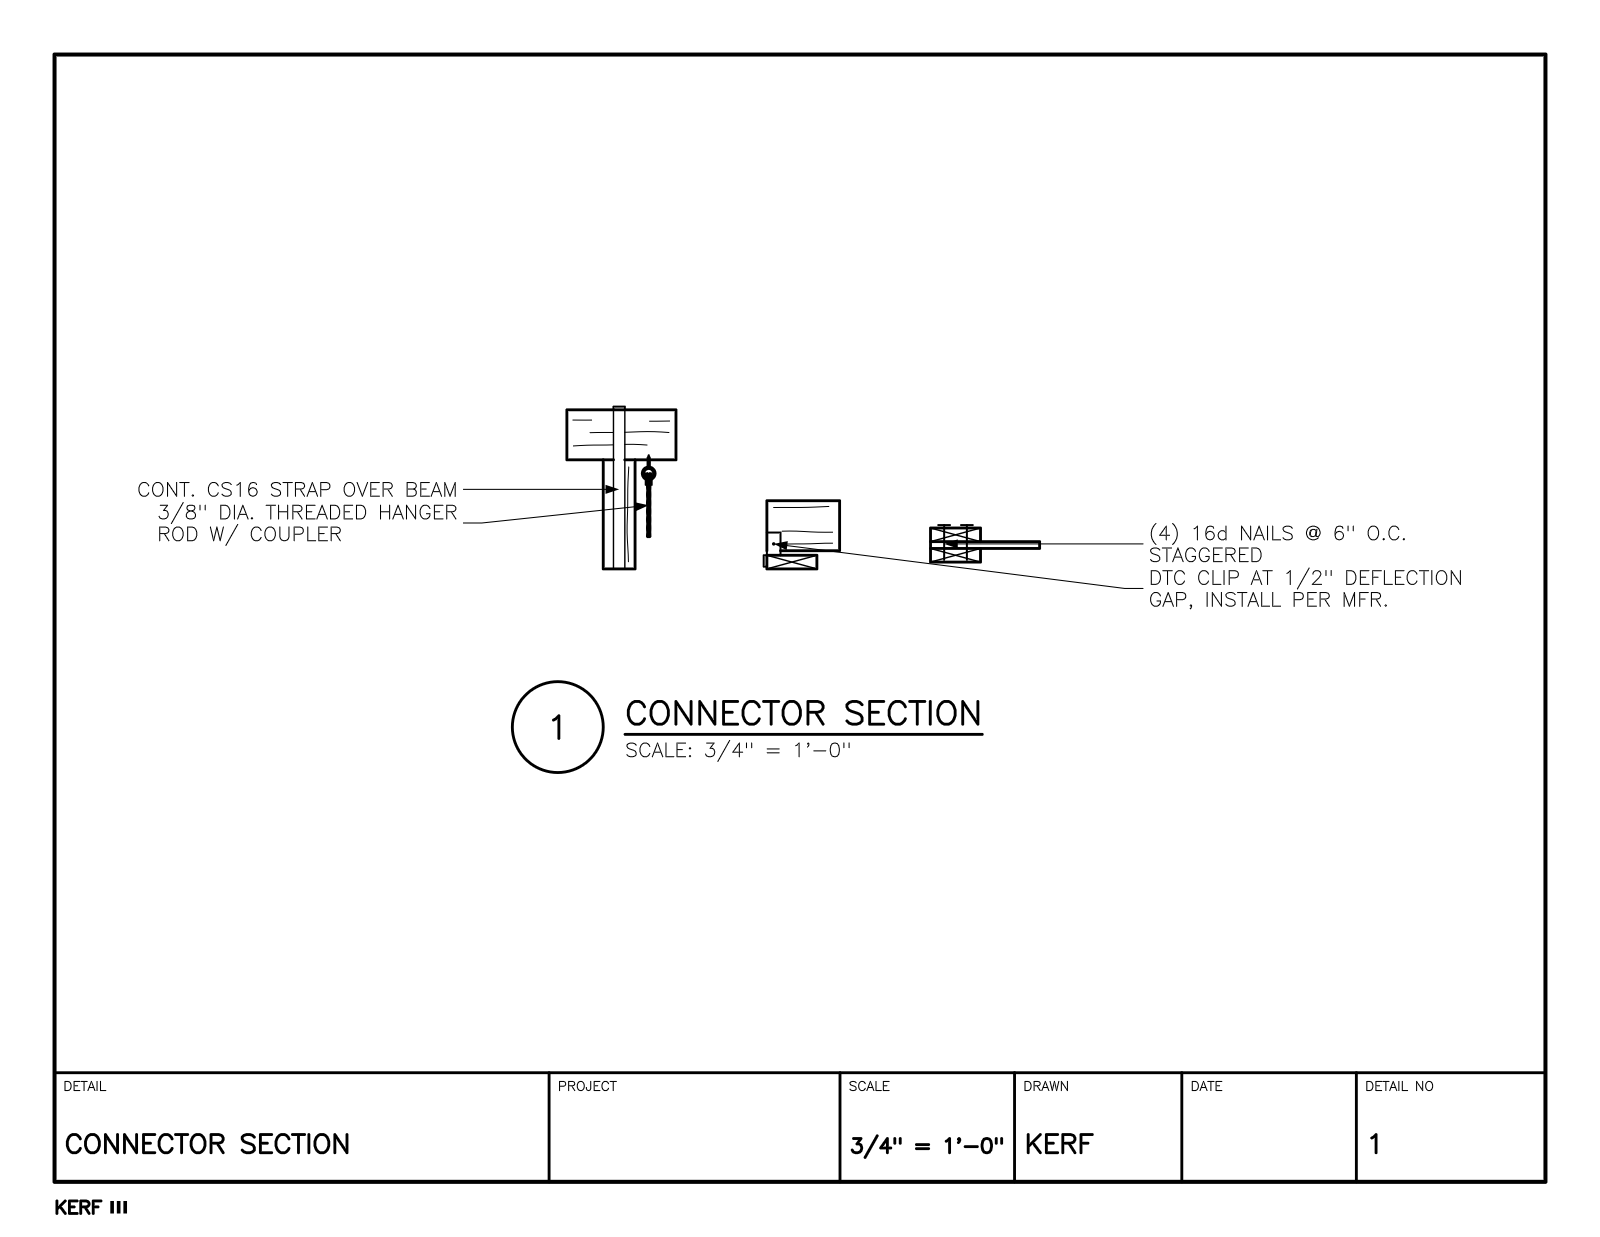 CONT. CS16 STRAP OVER BEAM
3/8" DIA. THREADED HANGER
ROD W/ COUPLER
(4) 16d NAILS @ 6" O.C.
STAGGERED
DTC CLIP AT 1/2" DEFLECTION
GAP, INSTALL PER MFR.
1
CONNECTOR SECTION
SCALE: 3/4" = 1'-0"
DETAIL
CONNECTOR SECTION
PROJECT
SCALE
3/4" = 1'-0"
DRAWN
KERF
DATE
DETAIL NO
1
KERF III